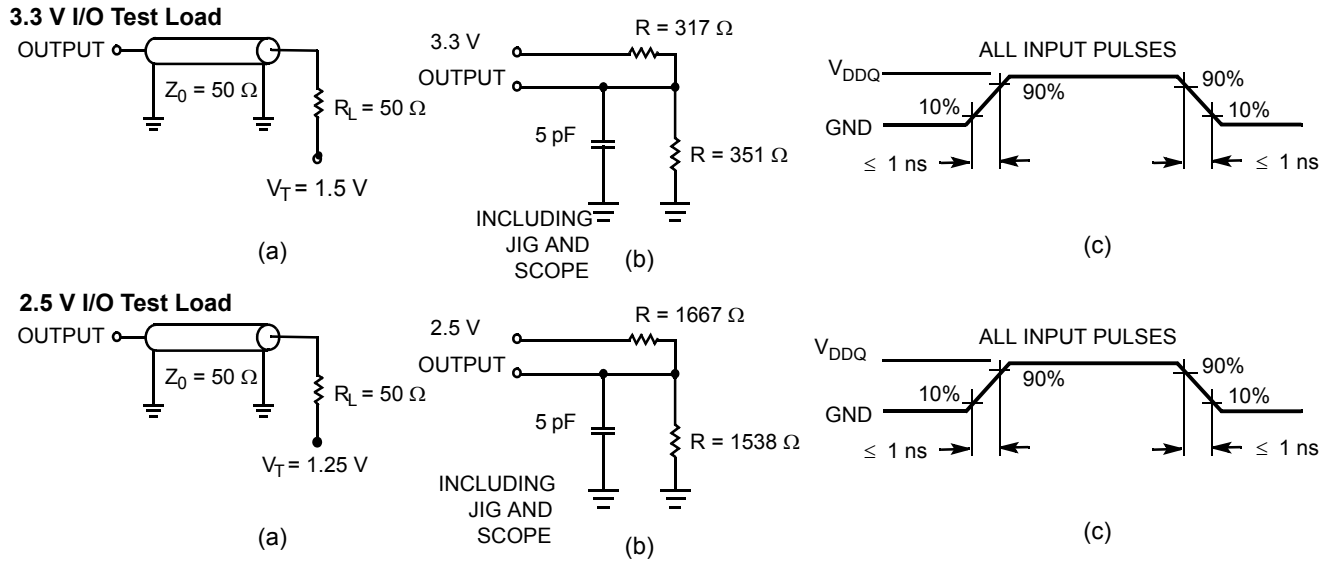 3.3 V I/O Test Load
OUTPUT
Z0 = 50 Ω
RL = 50 Ω
VT = 1.5 V
(a)
3.3 V
OUTPUT
R = 317 Ω
5 pF
R = 351 Ω
INCLUDING
JIG AND
SCOPE
(b)
ALL INPUT PULSES
VDDQ
GND
10%
90%
90%
10%
≤ 1 ns
≤ 1 ns
(c)
2.5 V I/O Test Load
OUTPUT
Z0 = 50 Ω
RL = 50 Ω
VT = 1.25 V
(a)
2.5 V
OUTPUT
R = 1667 Ω
5 pF
R = 1538 Ω
INCLUDING
JIG AND
SCOPE
(b)
ALL INPUT PULSES
VDDQ
GND
10%
90%
90%
10%
≤ 1 ns
≤ 1 ns
(c)